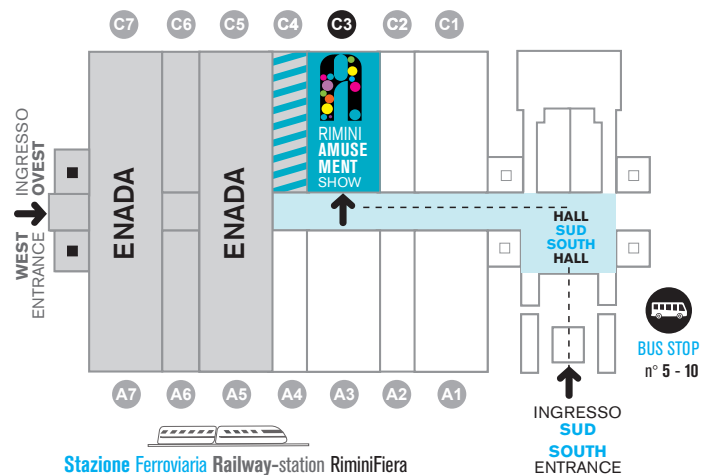 C7 C6 C5 C4 C3 C2 C1
RIMINI
AMUSE
MENT
SHOW
INGRESSO
OVEST
WEST
ENTRANCE
ENADA
ENADA
HALL
SUD
SOUTH
HALL
BUS STOP
n° 5 - 10
A7 A6 A5 A4 A3 A2 A1
INGRESSO
SUD
SOUTH
ENTRANCE
Stazione Ferroviaria Railway-station RiminiFiera